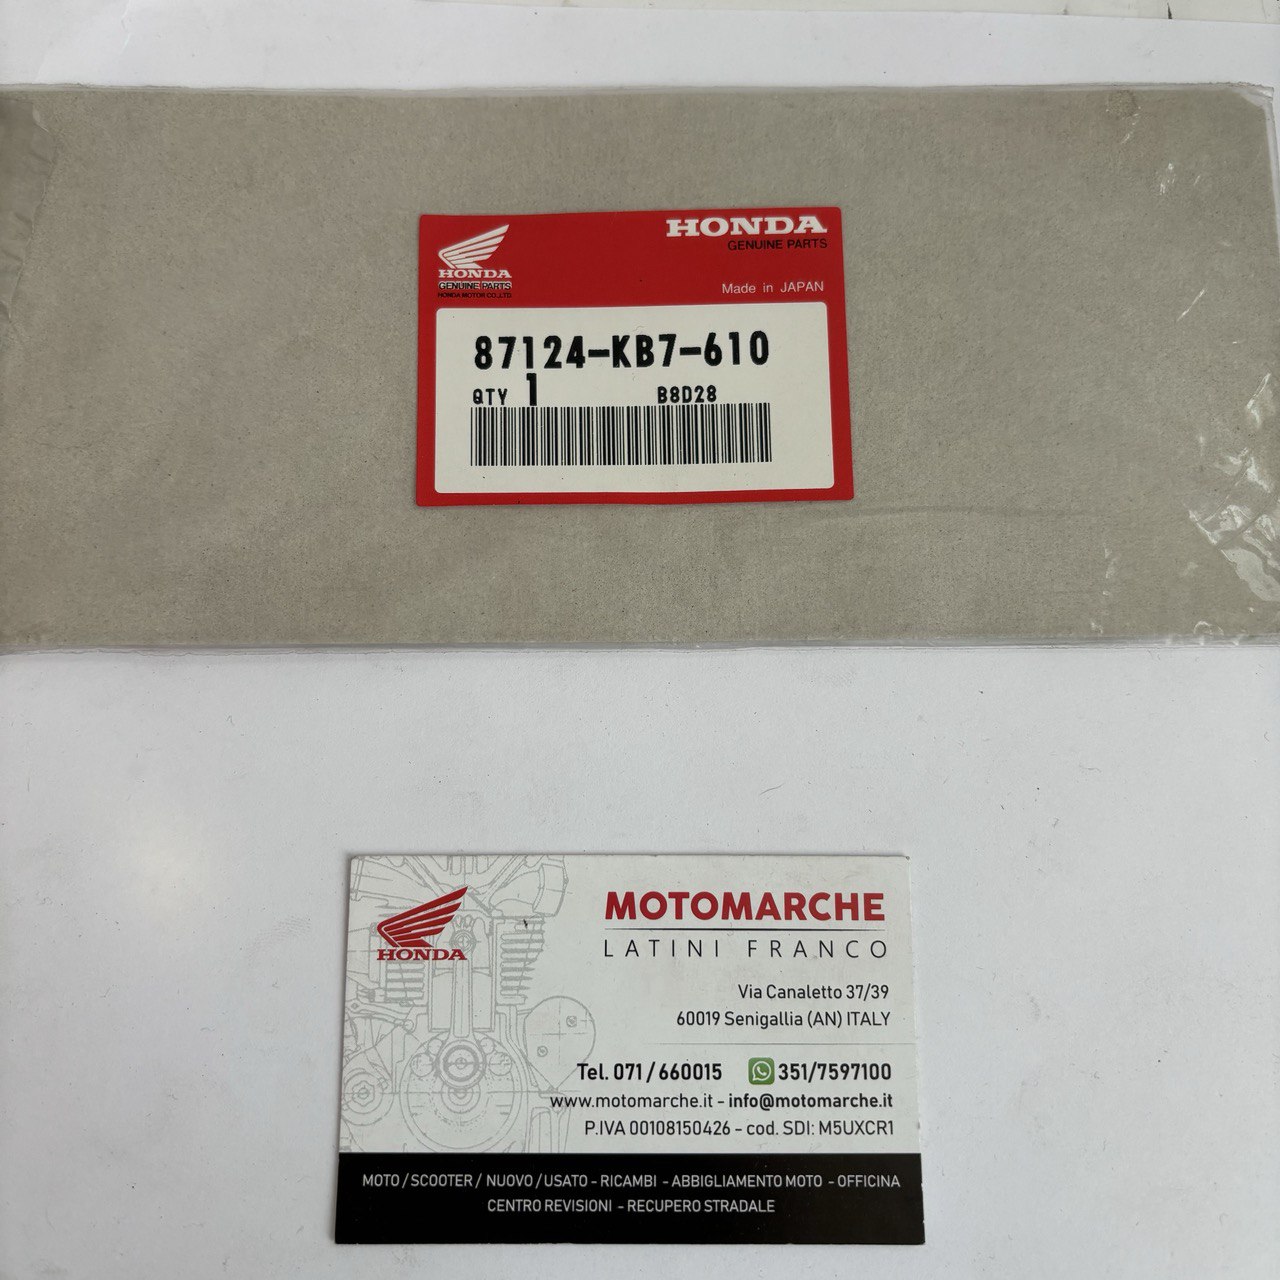 HONDA
GENUINE PARTS
HONDA
GENUINE PARTS
HONDA MOTOR CO.,LTD
Made in JAPAN
87124-KB7-610
QTY 1 B8D28
HONDA
MOTOMARCHE
LATINI FRANCO
Via Canaletto 37/39
60019 Senigallia (AN) ITALY
Tel. 071/660015 351/7597100
www.motomarche.it - info@motomarche.it
P.IVA 00108150426 - cod. SDI: M5UXCR1
MOTO / SCOOTER / NUOVO / USATO - RICAMBI - ABBIGLIAMENTO MOTO - OFFICINA
CENTRO REVISIONI - RECUPERO STRADALE